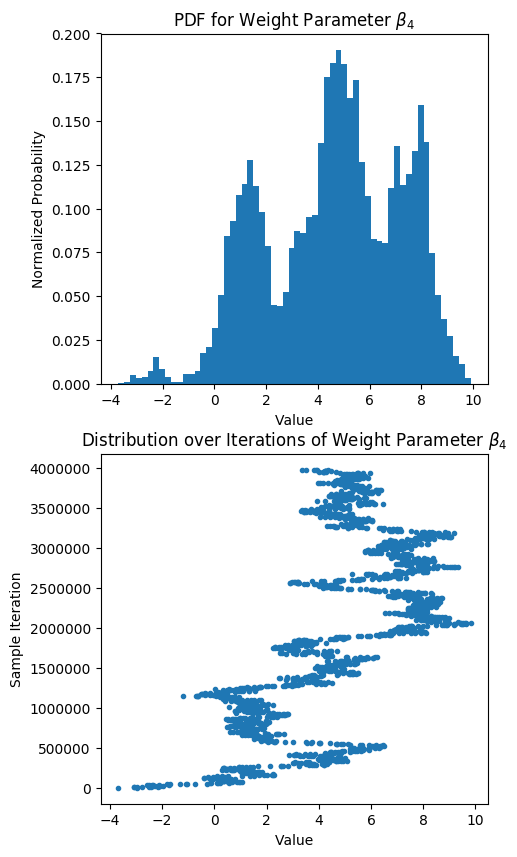 PDF for Weight Parameter β₄
0.200
0.175
0.150
0.125
0.100
0.075
0.050
0.025
0.000
Normalized Probability
−4 −2 0 2 4 6 8 10
Value
Distribution over Iterations of Weight Parameter β₄
4000000
3500000
3000000
2500000
2000000
1500000
1000000
500000
0
Sample Iteration
−4 −2 0 2 4 6 8 10
Value